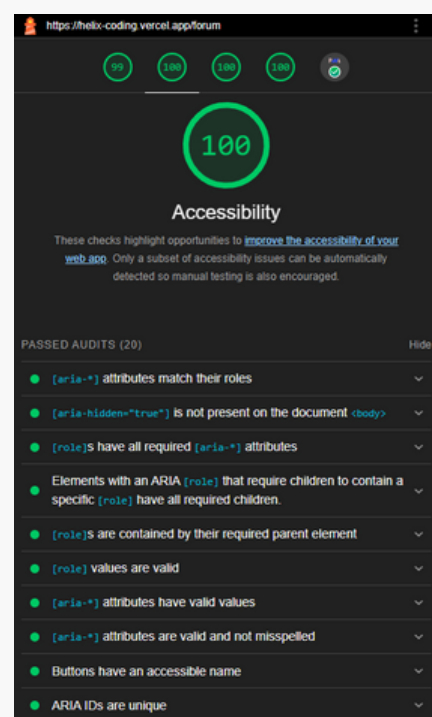 https://helix-coding.vercel.app/forum
99 100 100 100
100
Accessibility
These checks highlight opportunities to improve the accessibility of your
web app. Only a subset of accessibility issues can be automatically
detected so manual testing is also encouraged.
PASSED AUDITS (20) Hide
[aria-*] attributes match their roles
[aria-hidden="true"] is not present on the document <body>
[role]s have all required [aria-*] attributes
Elements with an ARIA [role] that require children to contain a
specific [role] have all required children.
[role]s are contained by their required parent element
[role] values are valid
[aria-*] attributes have valid values
[aria-*] attributes are valid and not misspelled
Buttons have an accessible name
ARIA IDs are unique